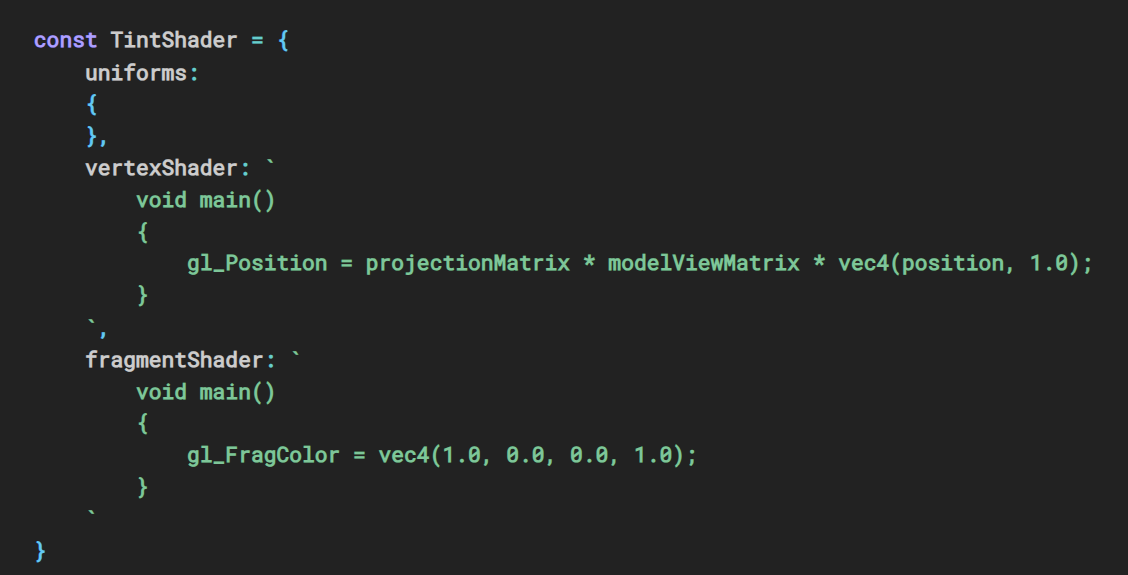 const TintShader = {
    uniforms:
    {
    },
    vertexShader: `
        void main()
        {
            gl_Position = projectionMatrix * modelViewMatrix * vec4(position, 1.0);
        }
    `,
    fragmentShader: `
        void main()
        {
            gl_FragColor = vec4(1.0, 0.0, 0.0, 1.0);
        }
    `
}